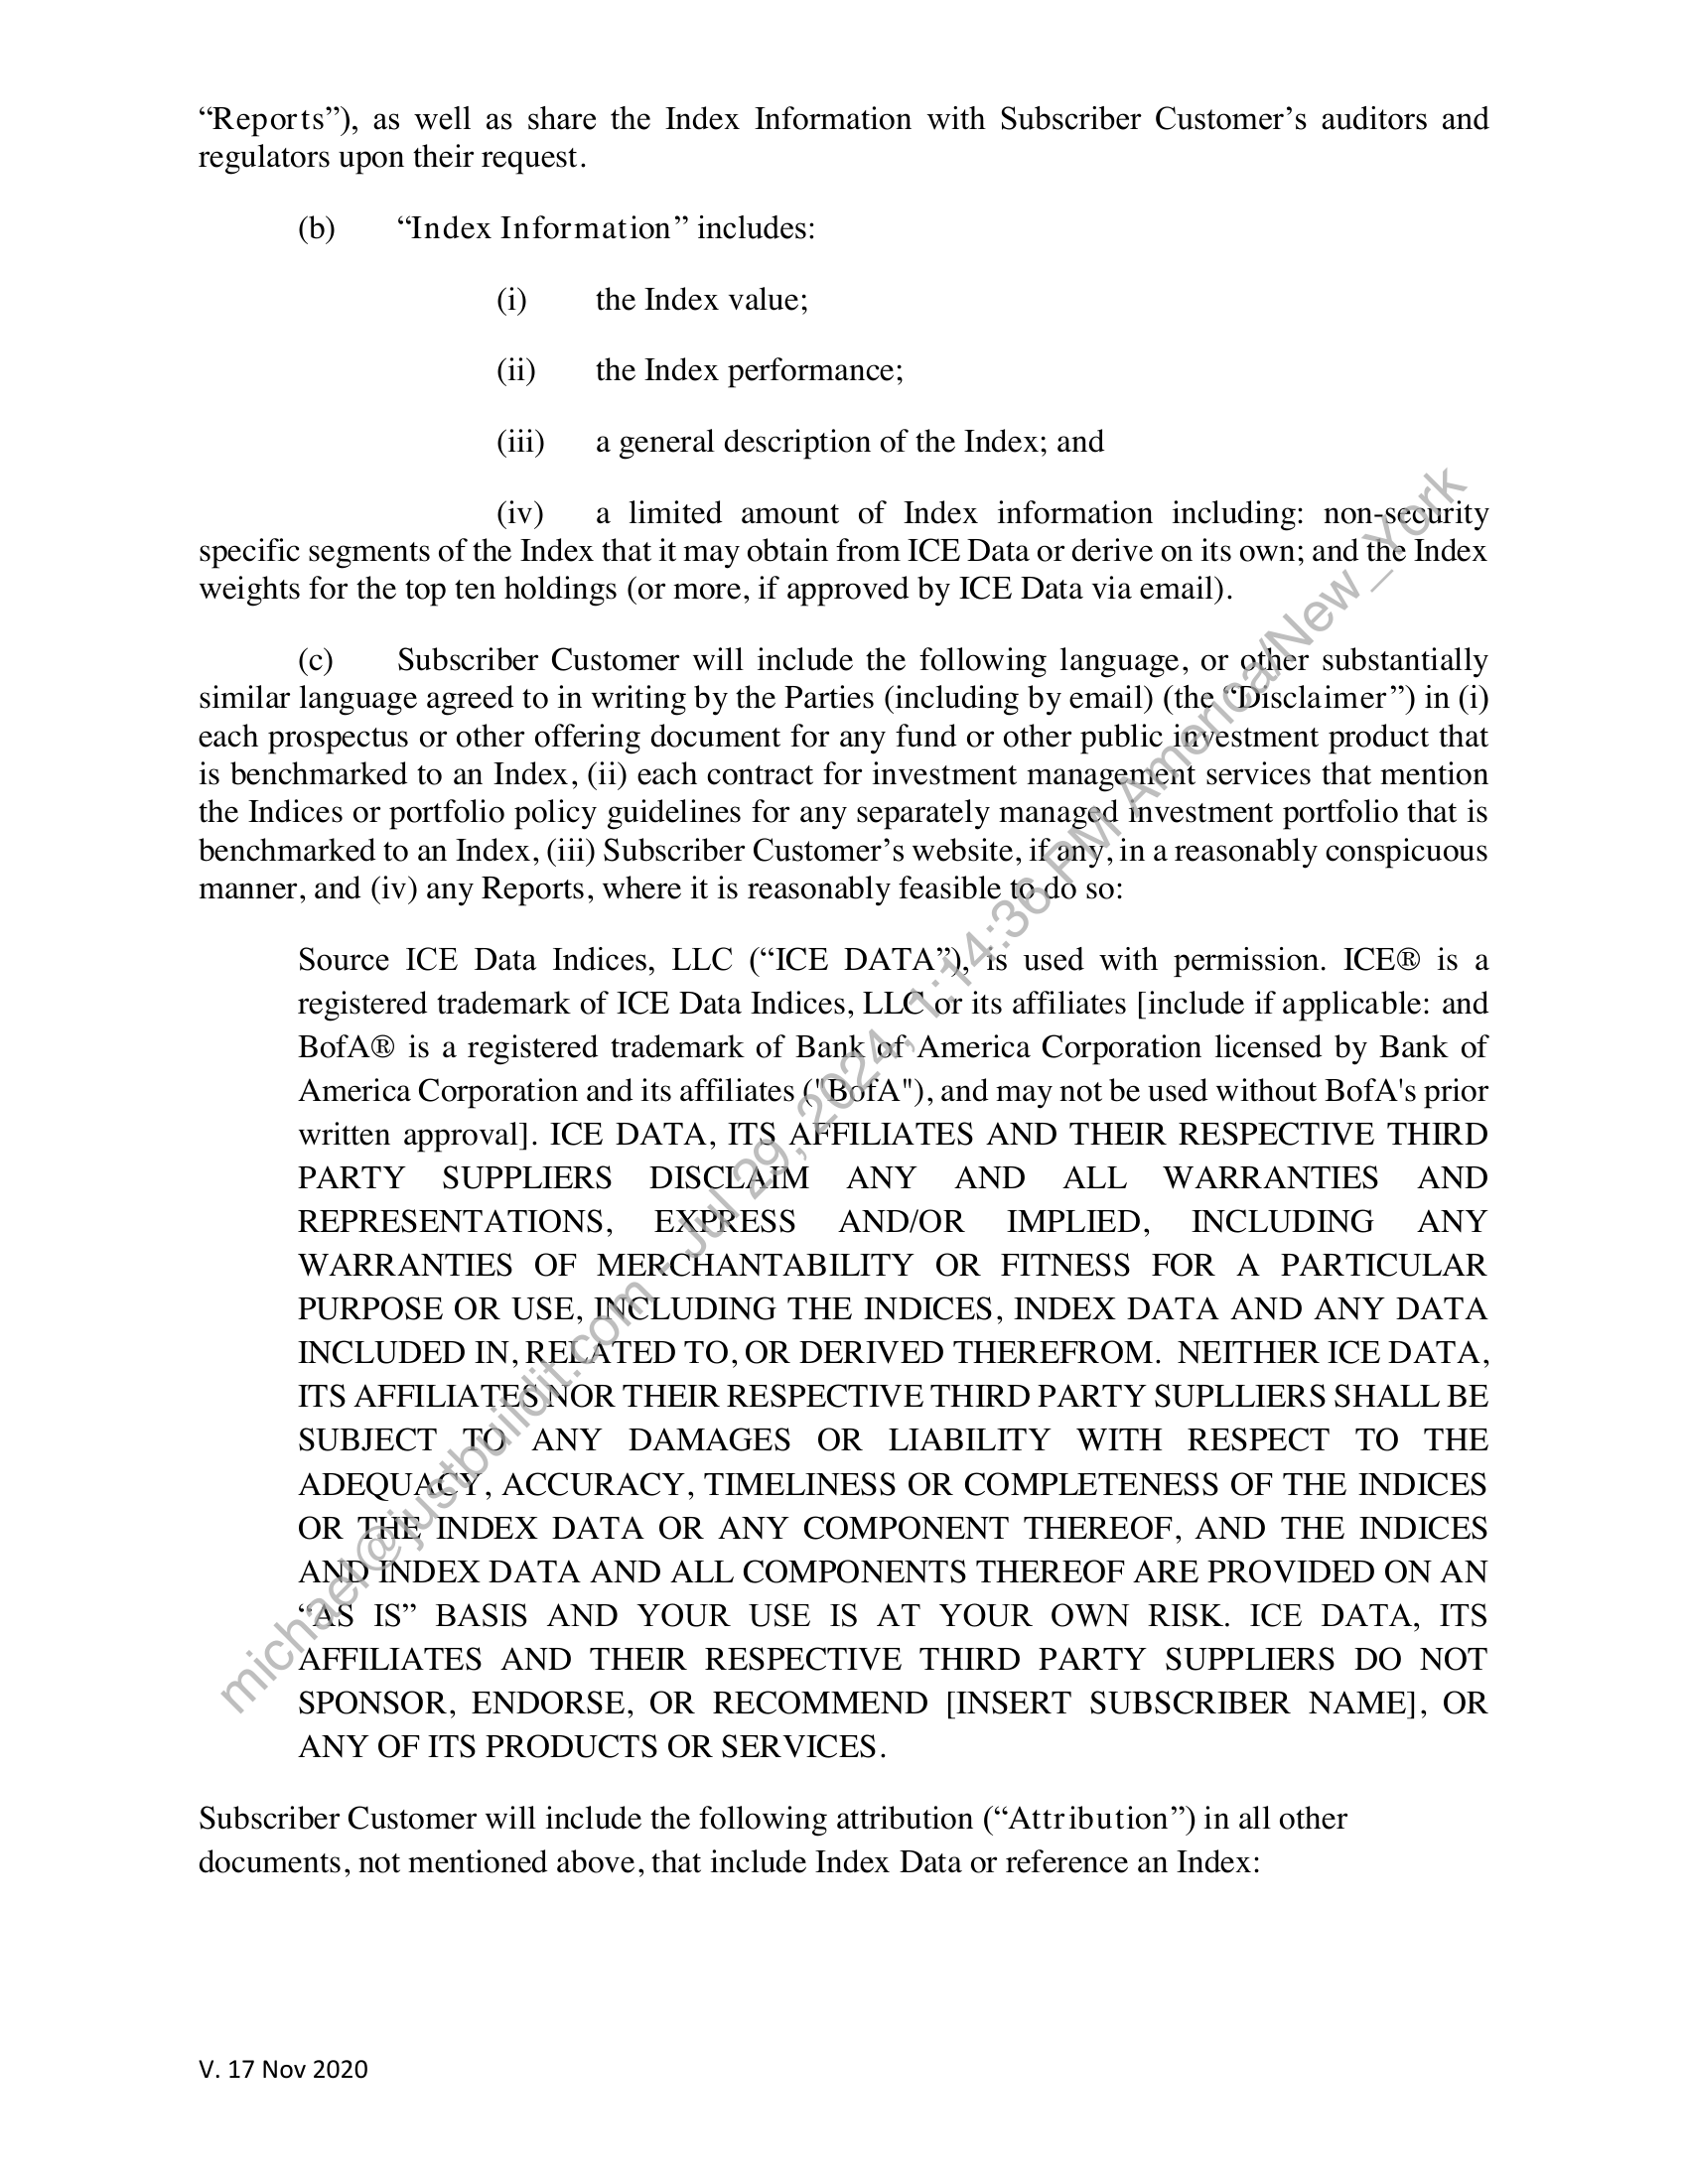 “Reports”), as well as share the Index Information with Subscriber Customer’s auditors and
regulators upon their request.
(b) “Index Information” includes:
(i) the Index value;
(ii) the Index performance;
(iii) a general description of the Index; and
(iv) a limited amount of Index information including: non-security
specific segments of the Index that it may obtain from ICE Data or derive on its own; and the Index
weights for the top ten holdings (or more, if approved by ICE Data via email).
(c) Subscriber Customer will include the following language, or other substantially
similar language agreed to in writing by the Parties (including by email) (the “Disclaimer”) in (i)
each prospectus or other offering document for any fund or other public investment product that
is benchmarked to an Index, (ii) each contract for investment management services that mention
the Indices or portfolio policy guidelines for any separately managed investment portfolio that is
benchmarked to an Index, (iii) Subscriber Customer’s website, if any, in a reasonably conspicuous
manner, and (iv) any Reports, where it is reasonably feasible to do so:
Source ICE Data Indices, LLC (“ICE DATA”), is used with permission. ICE® is a
registered trademark of ICE Data Indices, LLC or its affiliates [include if applicable: and
BofA® is a registered trademark of Bank of America Corporation licensed by Bank of
America Corporation and its affiliates ("BofA"), and may not be used without BofA's prior
written approval]. ICE DATA, ITS AFFILIATES AND THEIR RESPECTIVE THIRD
PARTY SUPPLIERS DISCLAIM ANY AND ALL WARRANTIES AND
REPRESENTATIONS, EXPRESS AND/OR IMPLIED, INCLUDING ANY
WARRANTIES OF MERCHANTABILITY OR FITNESS FOR A PARTICULAR
PURPOSE OR USE, INCLUDING THE INDICES, INDEX DATA AND ANY DATA
INCLUDED IN, RELATED TO, OR DERIVED THEREFROM. NEITHER ICE DATA,
ITS AFFILIATES NOR THEIR RESPECTIVE THIRD PARTY SUPLLIERS SHALL BE
SUBJECT TO ANY DAMAGES OR LIABILITY WITH RESPECT TO THE
ADEQUACY, ACCURACY, TIMELINESS OR COMPLETENESS OF THE INDICES
OR THE INDEX DATA OR ANY COMPONENT THEREOF, AND THE INDICES
AND INDEX DATA AND ALL COMPONENTS THEREOF ARE PROVIDED ON AN
“AS IS” BASIS AND YOUR USE IS AT YOUR OWN RISK. ICE DATA, ITS
AFFILIATES AND THEIR RESPECTIVE THIRD PARTY SUPPLIERS DO NOT
SPONSOR, ENDORSE, OR RECOMMEND [INSERT SUBSCRIBER NAME], OR
ANY OF ITS PRODUCTS OR SERVICES.
Subscriber Customer will include the following attribution (“Attribution”) in all other
documents, not mentioned above, that include Index Data or reference an Index:
V. 17 Nov 2020
michael@justbuildit.com - Jul 29, 2024, 1:14:36 PM America/New_York